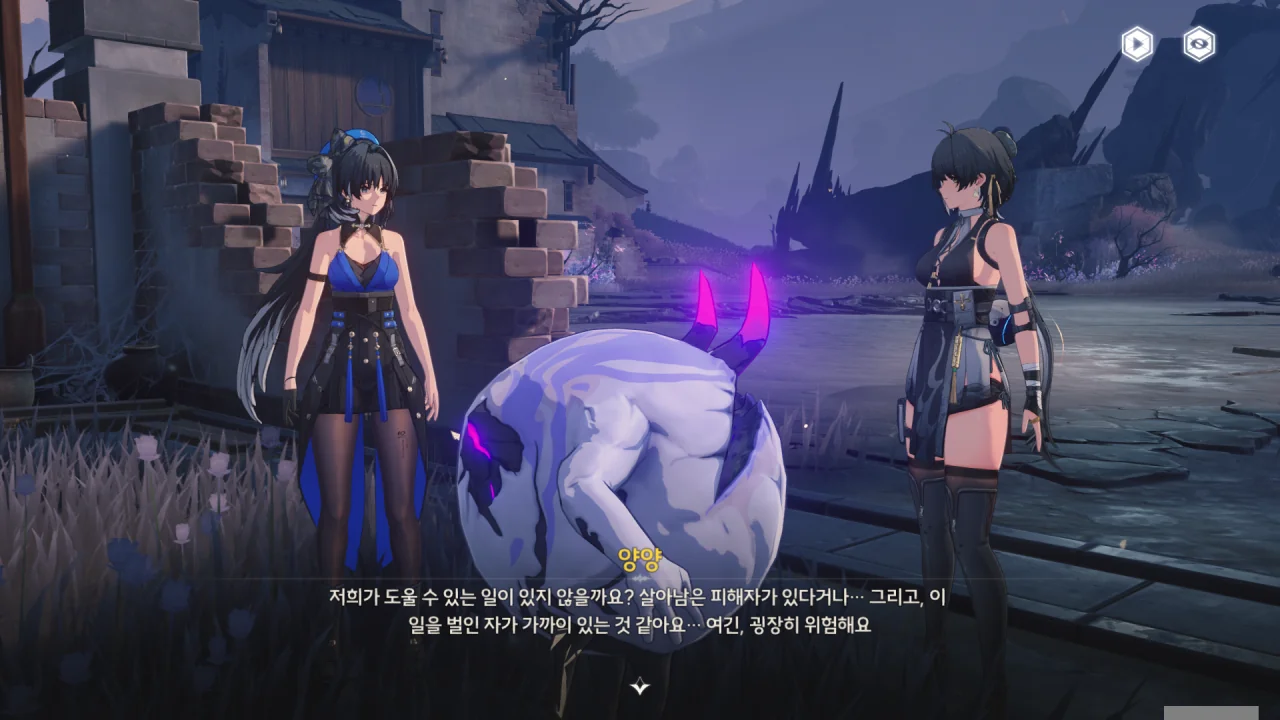 양양
저희가 도울 수 있는 일이 있지 않을까요? 살아남은 피해자가 있다거나… 그리고, 이
일을 벌인 자가 가까이 있는 것 같아요… 여긴, 굉장히 위험해요